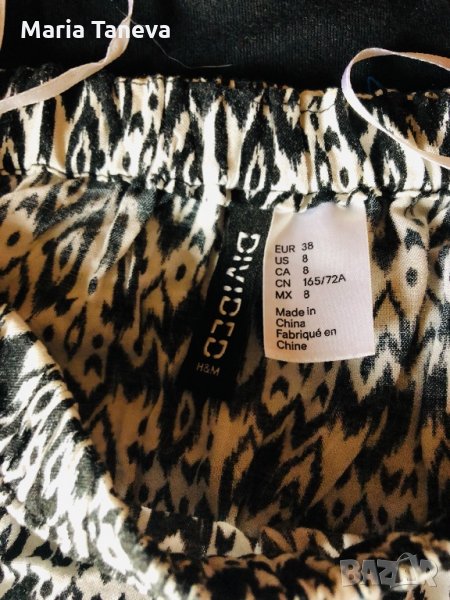 Maria Taneva
DIVIDED
H&M
EUR 38
US 8
CA 8
CN 165/72A
MX 8
Made in
China
Fabriqué en
Chine
BAZAR